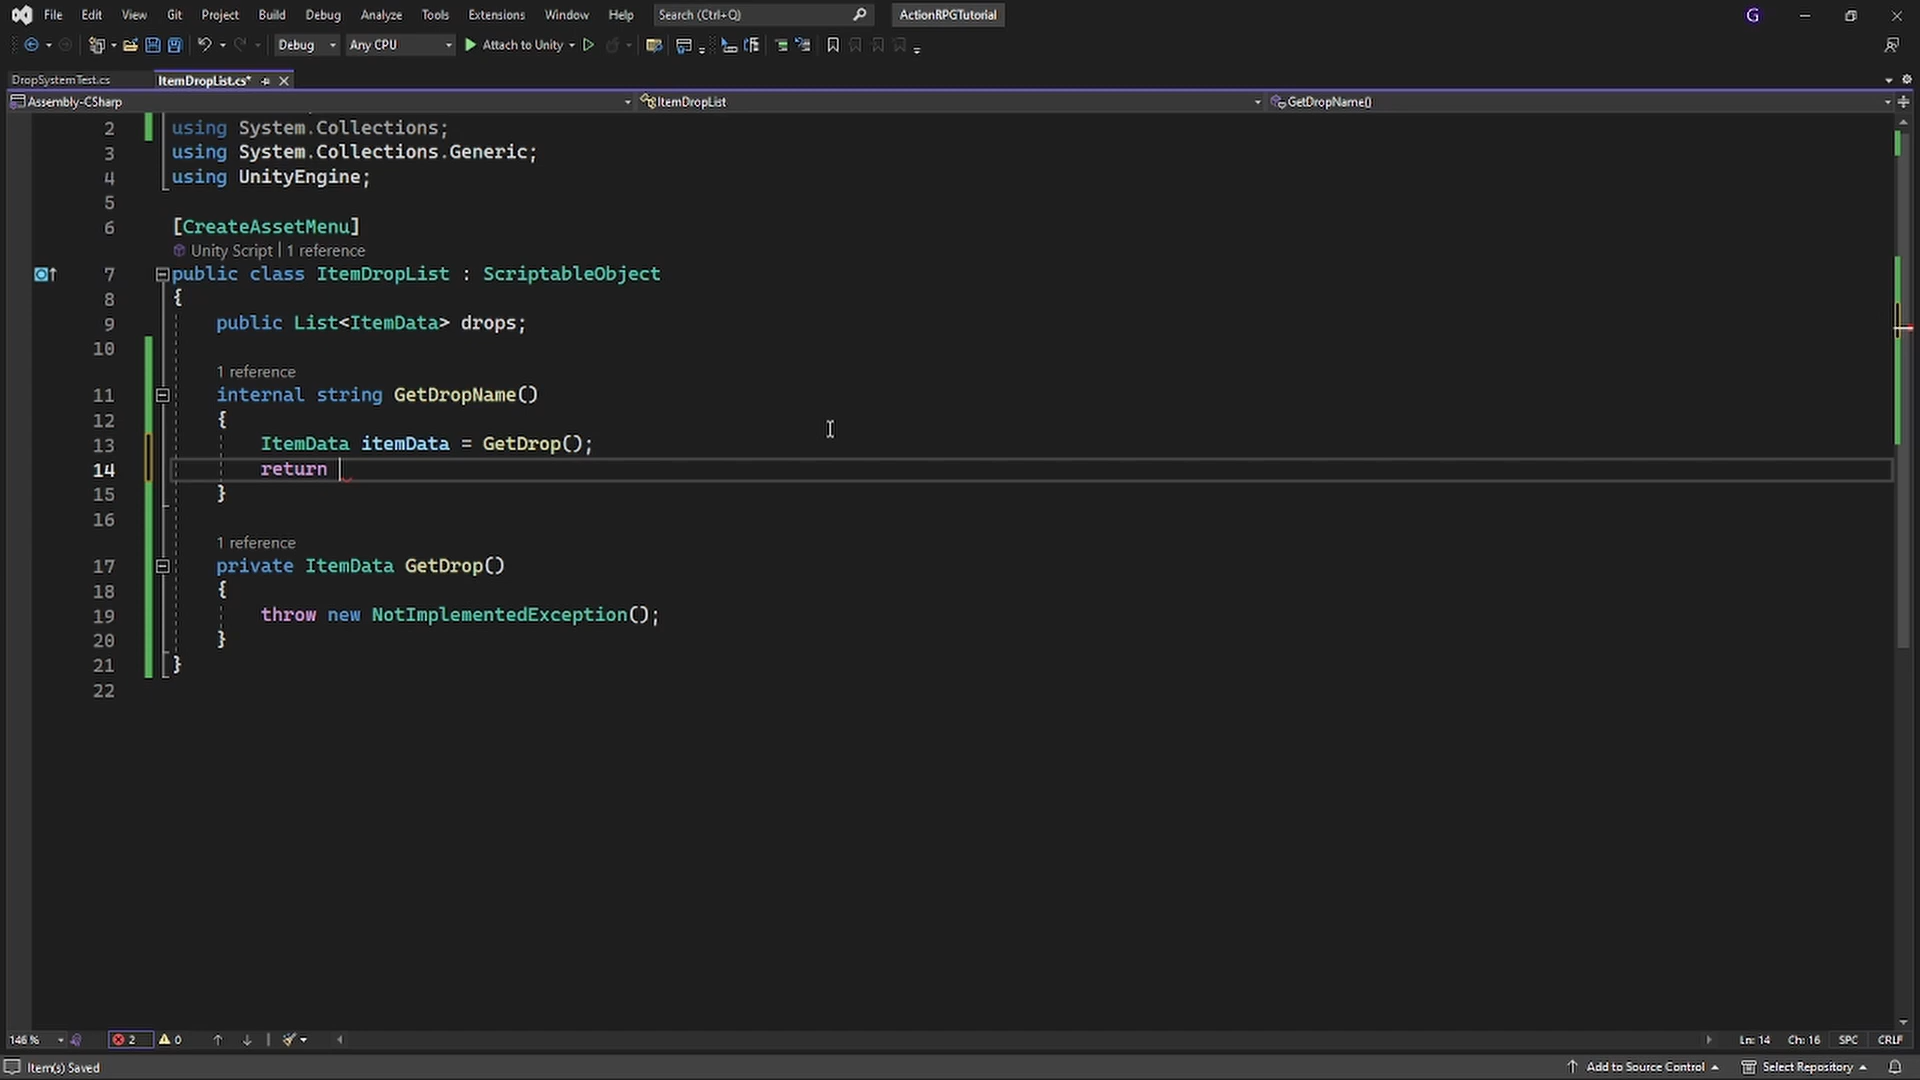 File Edit View Git Project Build Debug Analyze Tools Extensions Window Help Search (Ctrl+Q) ActionRPGTutorial G
Debug Any CPU Attach to Unity
DropSystemTest.cs ItemDropList.cs*
Assembly-CSharp ItemDropList GetDropName()
2 using System.Collections;
3 using System.Collections.Generic;
4 using UnityEngine;
5
6 [CreateAssetMenu]
Unity Script | 1 reference
7 public class ItemDropList : ScriptableObject
8 {
9 public List<ItemData> drops;
10
1 reference
11 internal string GetDropName()
12 {
13 ItemData itemData = GetDrop();
14 return
15 }
16
1 reference
17 private ItemData GetDrop()
18 {
19 throw new NotImplementedException();
20 }
21 }
22
146 % 2 0 Ln: 14 Ch: 16 SPC CRLF
Item(s) Saved Add to Source Control Select Repository